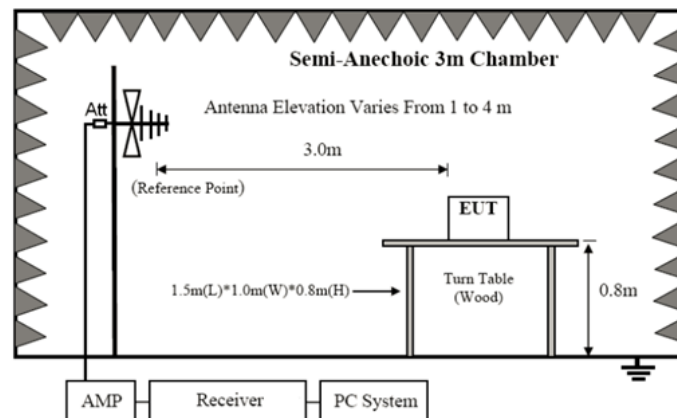 Semi-Anechoic 3m Chamber
Att
Antenna Elevation Varies From 1 to 4 m
3.0m
(Reference Point)
EUT
1.5m(L)*1.0m(W)*0.8m(H)
Turn Table
(Wood)
0.8m
AMP
Receiver
PC System